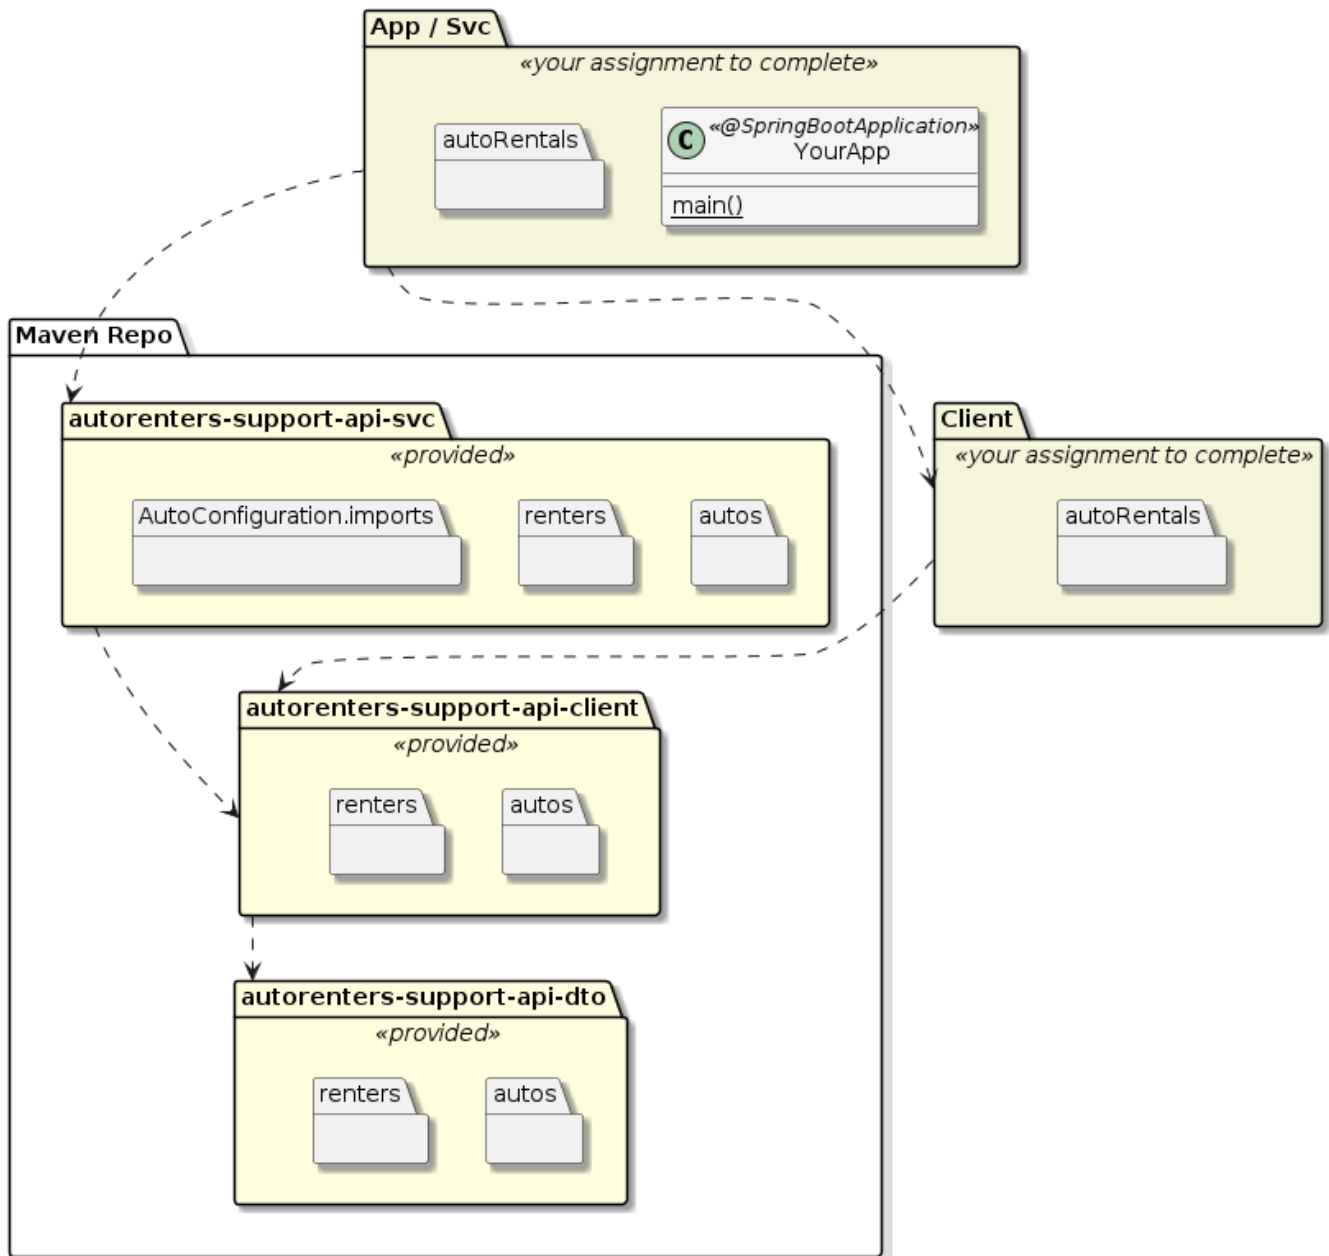 App / Svc
«your assignment to complete»
autoRentals
C «@SpringBootApplication»
YourApp
main()
Maven Repo
autorenters-support-api-svc
«provided»
AutoConfiguration.imports
renters
autos
Client
«your assignment to complete»
autoRentals
autorenters-support-api-client
«provided»
renters
autos
autorenters-support-api-dto
«provided»
renters
autos